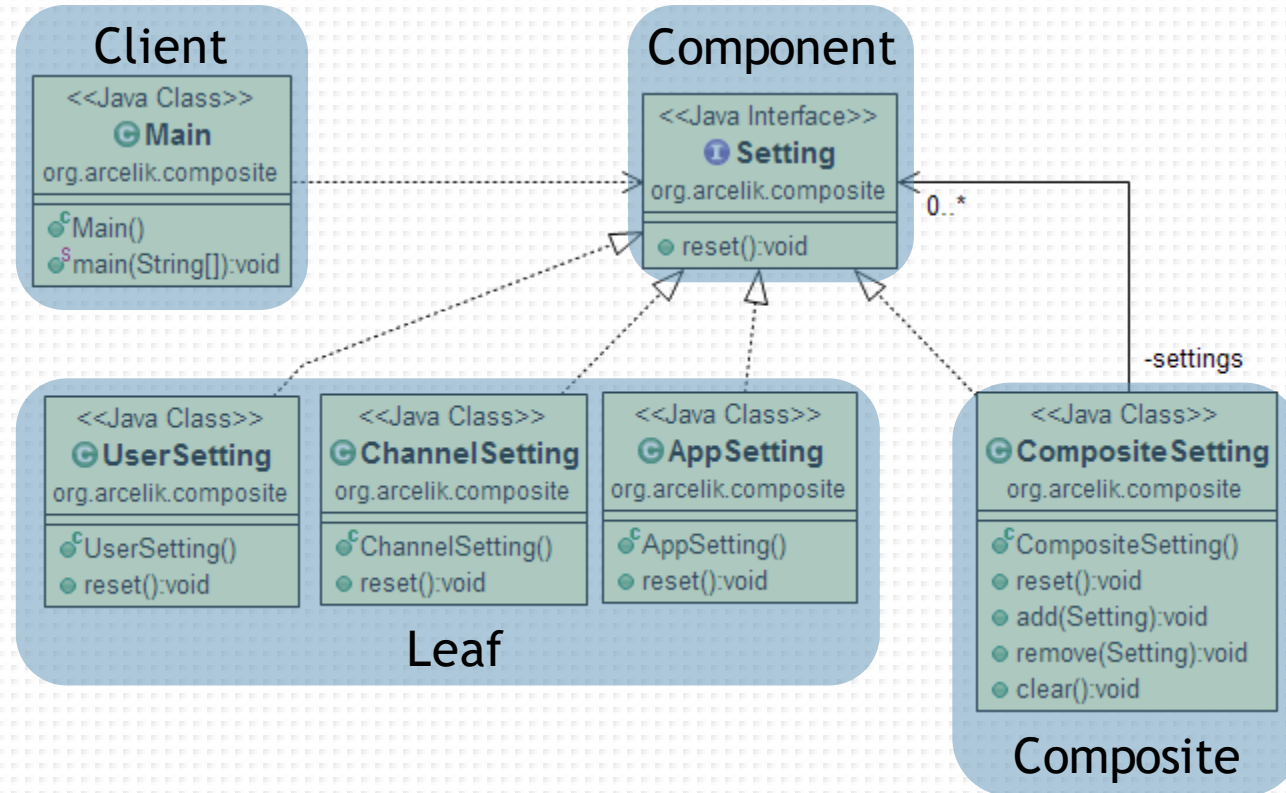 Client
<<Java Class>>
Main
org.arcelik.composite
Main()
main(String[]):void
Component
<<Java Interface>>
Setting
org.arcelik.composite
reset():void
0..*
-settings
<<Java Class>>
UserSetting
org.arcelik.composite
UserSetting()
reset():void
<<Java Class>>
ChannelSetting
org.arcelik.composite
ChannelSetting()
reset():void
<<Java Class>>
AppSetting
org.arcelik.composite
AppSetting()
reset():void
Leaf
<<Java Class>>
CompositeSetting
org.arcelik.composite
CompositeSetting()
reset():void
add(Setting):void
remove(Setting):void
clear():void
Composite